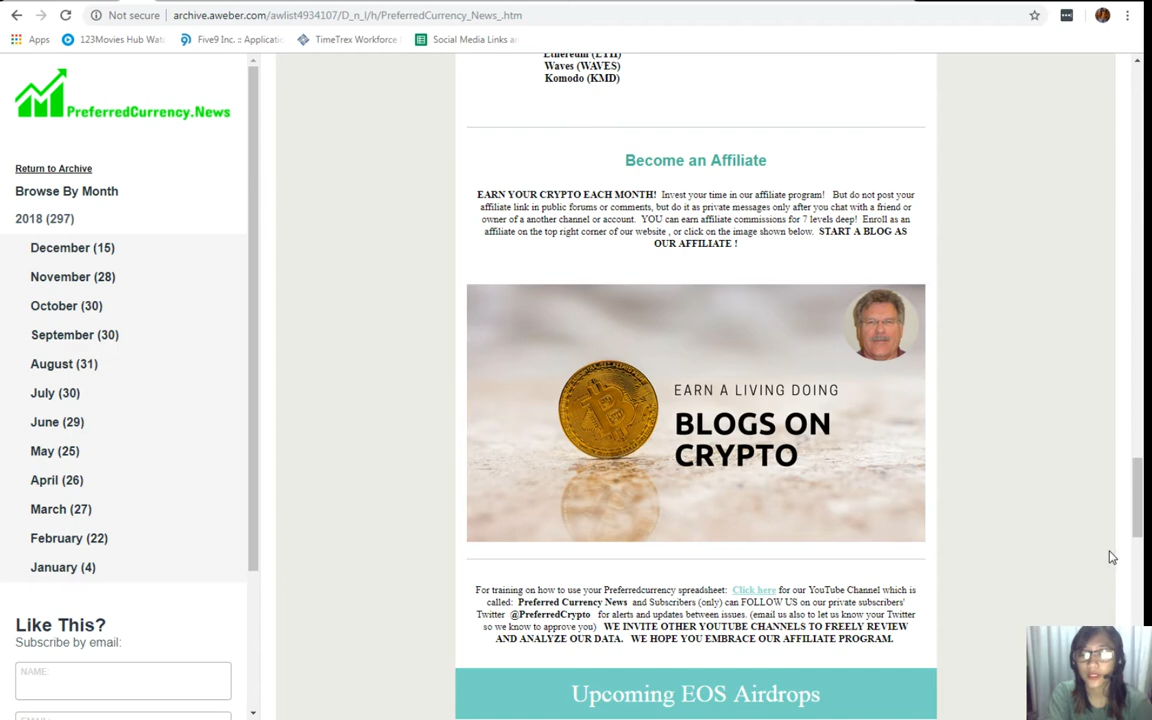 Not secure | archive.aweber.com/awlist4934107/D_n_l/h/PreferredCurrency_News_.htm
Apps 123Movies Hub Wat Five9 Inc. :: Applicati TimeTrex Workforce Social Media Links a
PreferredCurrency.News
Return to Archive
Browse By Month
2018 (297)
December (15)
November (28)
October (30)
September (30)
August (31)
July (30)
June (29)
May (25)
April (26)
March (27)
February (22)
January (4)
Like This?
Subscribe by email:
NAME:
Ethereum (ETH)
Waves (WAVES)
Komodo (KMD)
Become an Affiliate
EARN YOUR CRYPTO EACH MONTH! Invest your time in our affiliate program! But do not post your
affiliate link in public forums or comments, but do it as private messages only after you chat with a friend or
owner of a another channel or account. YOU can earn affiliate commissions for 7 levels deep! Enroll as an
affiliate on the top right corner of our website , or click on the image shown below. START A BLOG AS
OUR AFFILIATE !
EARN A LIVING DOING
BLOGS ON
CRYPTO
For training on how to use your Preferredcurrency spreadsheet: Click here for our YouTube Channel which is
called: Preferred Currency News and Subscribers (only) can FOLLOW US on our private subscribers'
Twitter @PreferredCrypto for alerts and updates between issues. (email us also to let us know your Twitter
so we know to approve you) WE INVITE OTHER YOUTUBE CHANNELS TO FREELY REVIEW
AND ANALYZE OUR DATA. WE HOPE YOU EMBRACE OUR AFFILIATE PROGRAM.
Upcoming EOS Airdrops